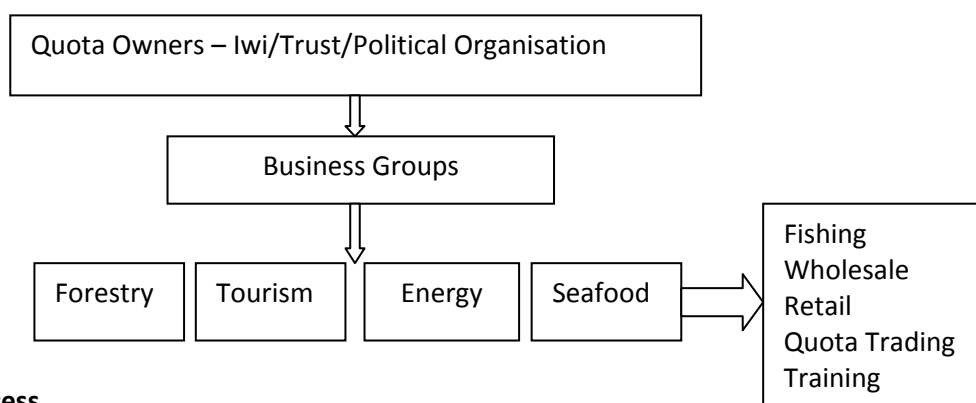 Quota Owners – Iwi/Trust/Political Organisation
Business Groups
Forestry
Tourism
Energy
Seafood
Fishing
Wholesale
Retail
Quota Trading
Training